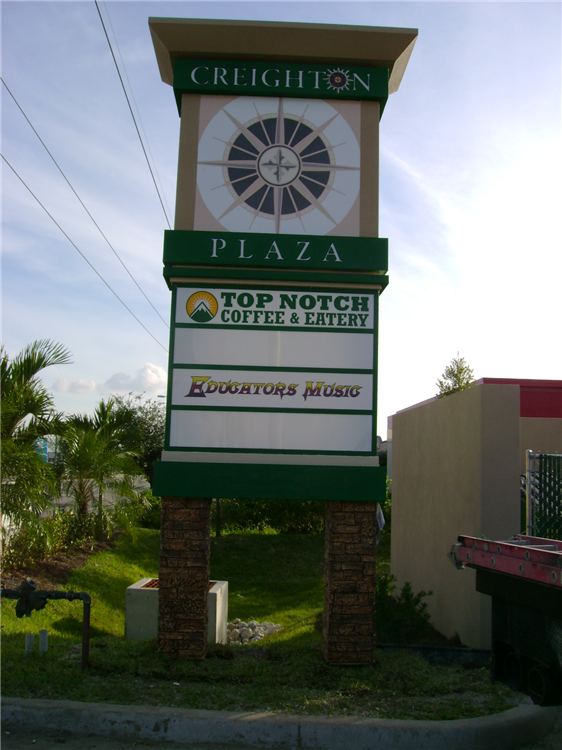 CREIGHTON
PLAZA
TOP NOTCH
COFFEE & EATERY
EDUCATORS MUSIC